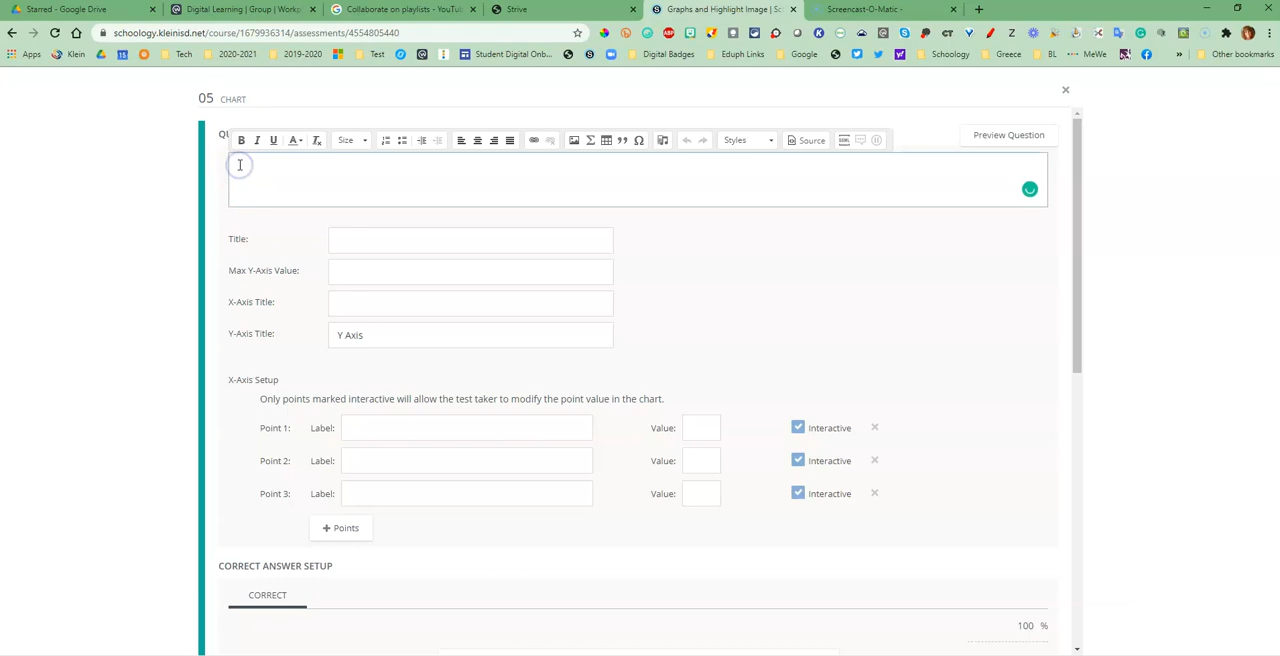 Starred - Google Drive
Digital Learning | Group | Workp
Collaborate on playlists - YouTub
Strive
Graphs and Highlight Image | Sc
Screencast-O-Matic -
schoology.kleinisd.net/course/1679936314/assessments/4554805440
Apps
Klein
Tech
2020-2021
2019-2020
Test
Student Digital Onb...
Digital Badges
Eduph Links
Google
Schoology
Greece
BL
MeWe
Other bookmarks
05 CHART
QU
B I U A
Size
Styles
Source
Preview Question
Title:
Max Y-Axis Value:
X-Axis Title:
Y-Axis Title: Y Axis
X-Axis Setup
Only points marked interactive will allow the test taker to modify the point value in the chart.
Point 1: Label: Value: Interactive
Point 2: Label: Value: Interactive
Point 3: Label: Value: Interactive
+ Points
CORRECT ANSWER SETUP
CORRECT
100 %